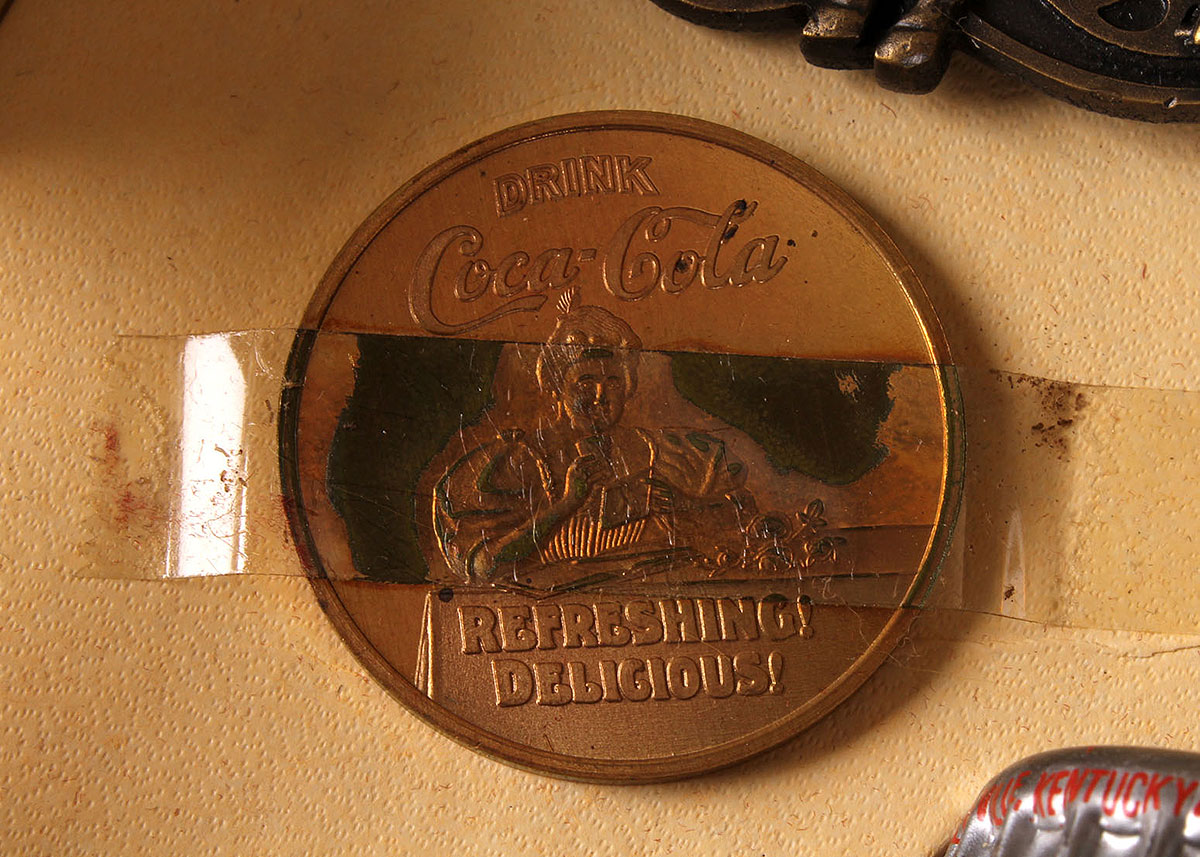 DRINK
Coca-Cola
REFRESHING!
DELICIOUS!
KENTUCKY